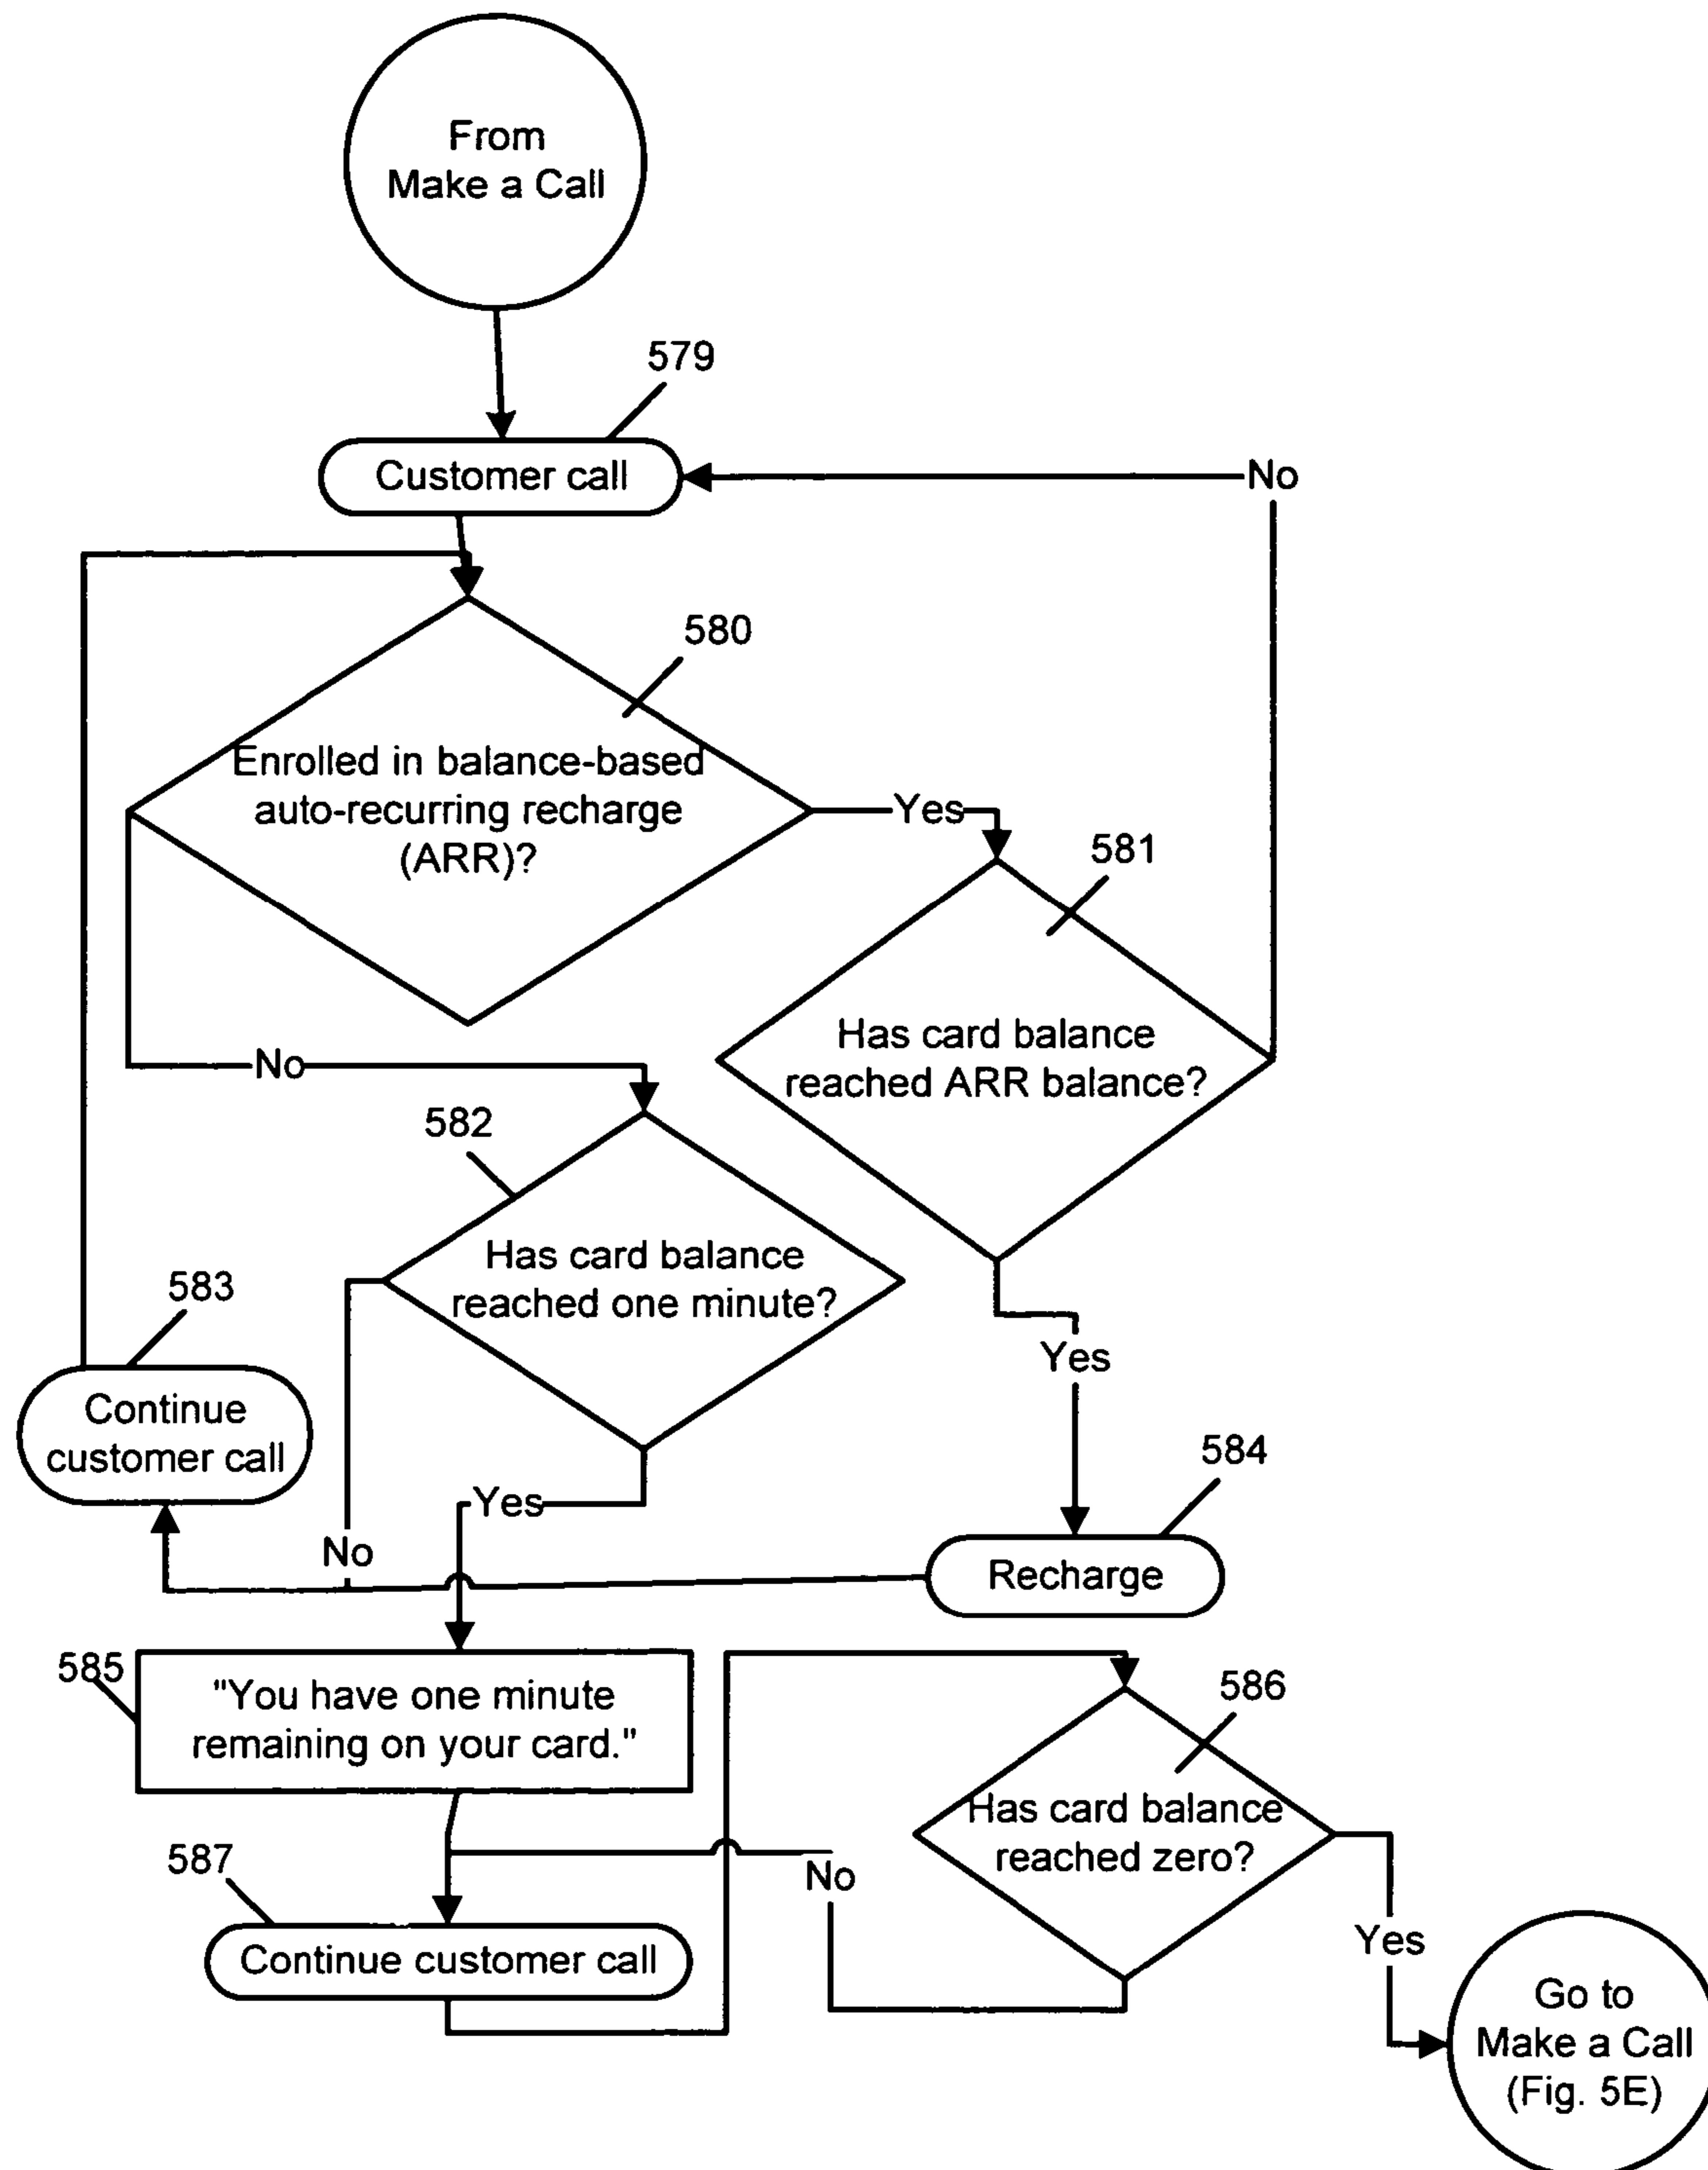 From
Make a Call
579
Customer call
No
580
Enrolled in balance-based
auto-recurring recharge
(ARR)?
Yes
581
Has card balance
reached ARR balance?
No
582
Has card balance
reached one minute?
583
Continue
customer call
Yes
584
Yes
No
Recharge
585
"You have one minute
remaining on your card."
586
Has card balance
reached zero?
587
No
Continue customer call
Yes
Go to
Make a Call
(Fig. 5E)